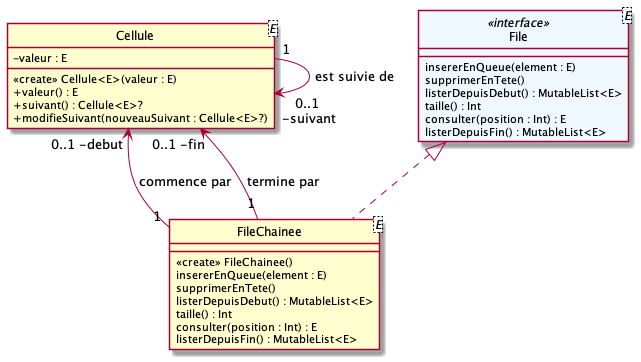 E
Cellule
-valeur : E
«create» Cellule<E>(valeur : E)
+valeur() : E
+suivant() : Cellule<E>?
+modifieSuivant(nouveauSuivant : Cellule<E>?)
1
est suivie de
0..1
-suivant
E
«interface»
File
insererEnQueue(element : E)
supprimerEnTete()
listerDepuisDebut() : MutableList<E>
taille() : Int
consulter(position : Int) : E
listerDepuisFin() : MutableList<E>
0..1 -debut
0..1 -fin
commence par
termine par
1
1
E
FileChainee
«create» FileChainee()
insererEnQueue(element : E)
supprimerEnTete()
listerDepuisDebut() : MutableList<E>
taille() : Int
consulter(position : Int) : E
listerDepuisFin() : MutableList<E>